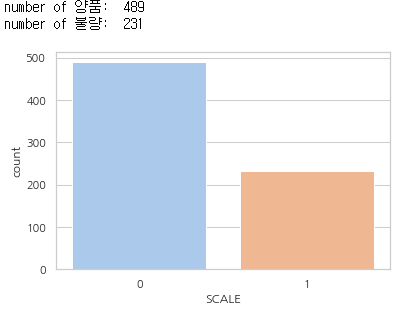 number of 양품:  489
number of 불량:  231
500
400
300
200
100
0
count
0 1
SCALE